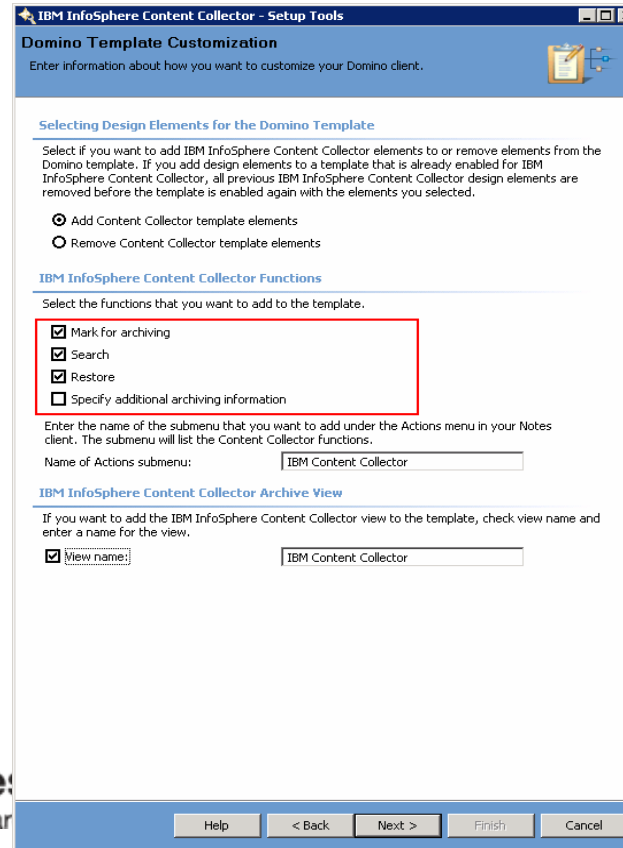 IBM InfoSphere Content Collector - Setup Tools
Domino Template Customization
Enter information about how you want to customize your Domino client.
Selecting Design Elements for the Domino Template
Select if you want to add IBM InfoSphere Content Collector elements to or remove elements from the
Domino template. If you add design elements to a template that is already enabled for IBM
InfoSphere Content Collector, all previous IBM InfoSphere Content Collector design elements are
removed before the template is enabled again with the elements you selected.
Add Content Collector template elements
Remove Content Collector template elements
IBM InfoSphere Content Collector Functions
Select the functions that you want to add to the template.
Mark for archiving
Search
Restore
Specify additional archiving information
Enter the name of the submenu that you want to add under the Actions menu in your Notes
client. The submenu will list the Content Collector functions.
Name of Actions submenu: IBM Content Collector
IBM InfoSphere Content Collector Archive View
If you want to add the IBM InfoSphere Content Collector view to the template, check view name and
enter a name for the view.
View name: IBM Content Collector
Help < Back Next > Finish Cancel